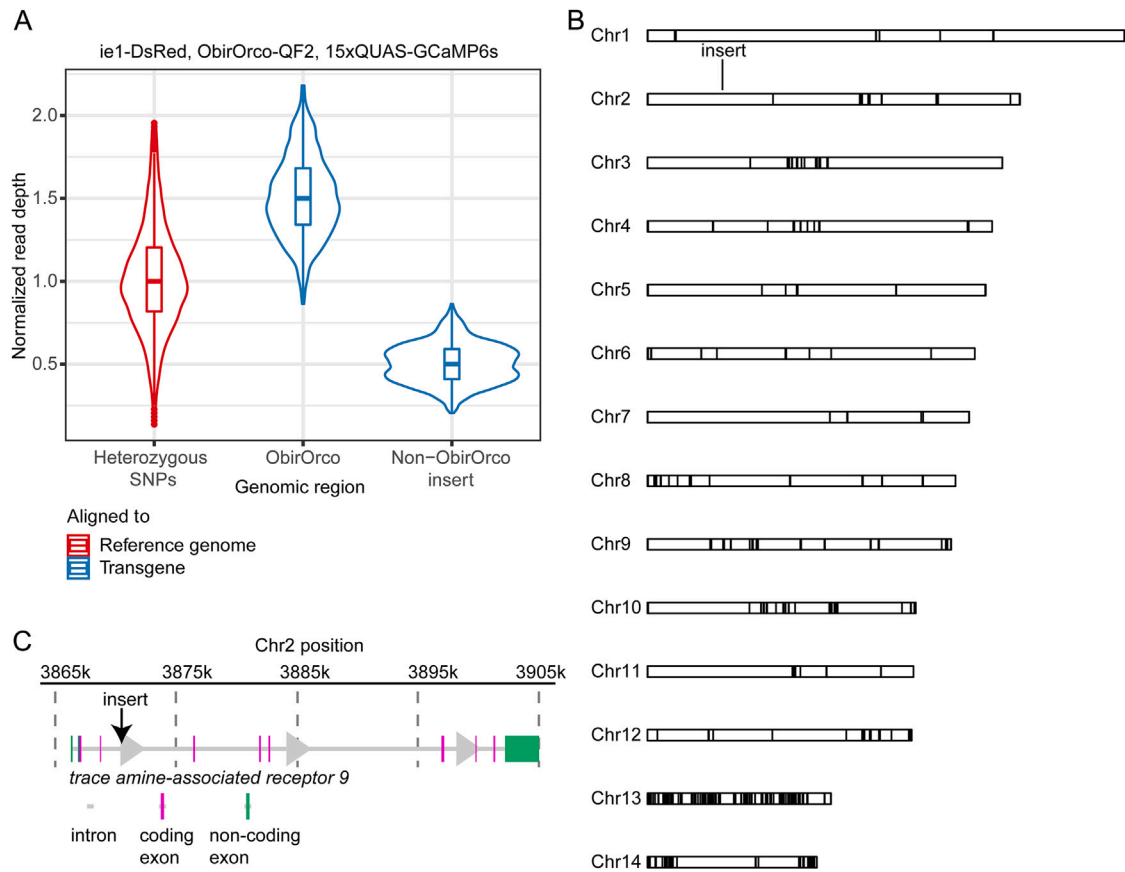 A
ie1-DsRed, ObirOrco-QF2, 15xQUAS-GCaMP6s
Normalized read depth
2.0
1.5
1.0
0.5
Heterozygous
SNPs
ObirOrco
Non−ObirOrco
insert
Genomic region
Aligned to
Reference genome
Transgene
B
Chr1
insert
Chr2
Chr3
Chr4
Chr5
Chr6
Chr7
Chr8
Chr9
Chr10
Chr11
Chr12
Chr13
Chr14
C
Chr2 position
3865k 3875k 3885k 3895k 3905k
insert
trace amine-associated receptor 9
intron
coding
exon
non-coding
exon